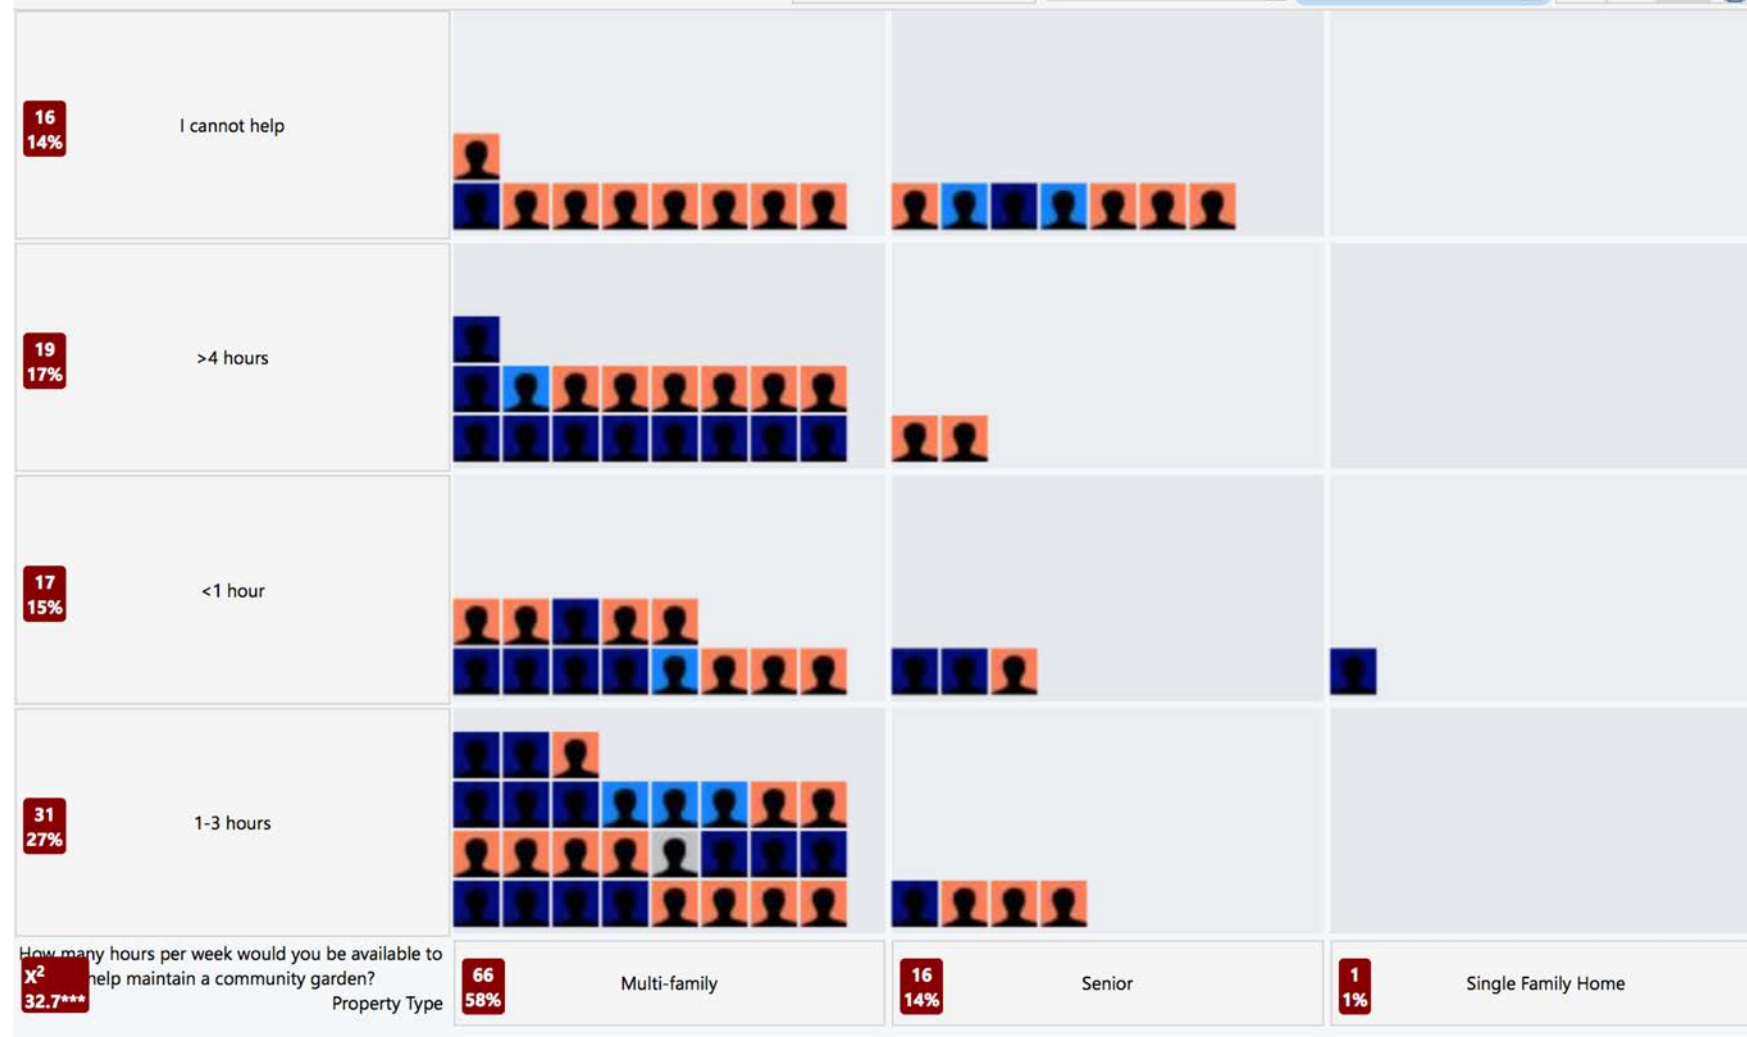 16
14%
I cannot help
19
17%
>4 hours
17
15%
<1 hour
31
27%
1-3 hours
How many hours per week would you be available to
help maintain a community garden?
Property Type
X²
32.7***
66
58%
Multi-family
16
14%
Senior
1
1%
Single Family Home